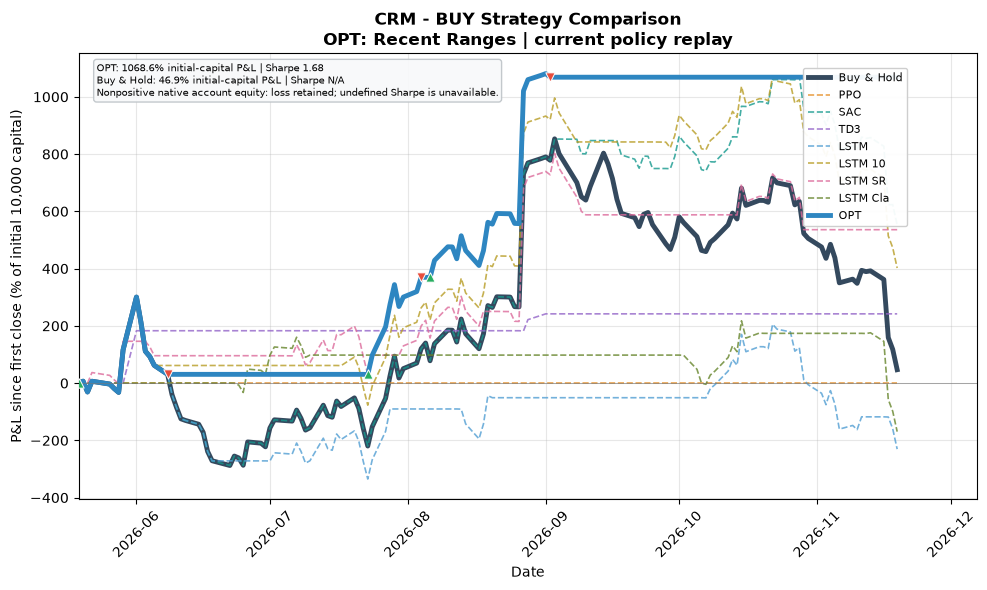 CRM - BUY Strategy Comparison
OPT: Recent Ranges | current policy replay
OPT: 1068.6% initial-capital P&L | Sharpe 1.68
Buy & Hold: 46.9% initial-capital P&L | Sharpe N/A
Nonpositive native account equity: loss retained; undefined Sharpe is unavailable.
Buy & Hold
PPO
SAC
TD3
LSTM
LSTM 10
LSTM SR
LSTM Cla
OPT
P&L since first close (% of initial 10,000 capital)
1000
800
600
400
200
0
−200
−400
2026-06
2026-07
2026-08
2026-09
2026-10
2026-11
2026-12
Date